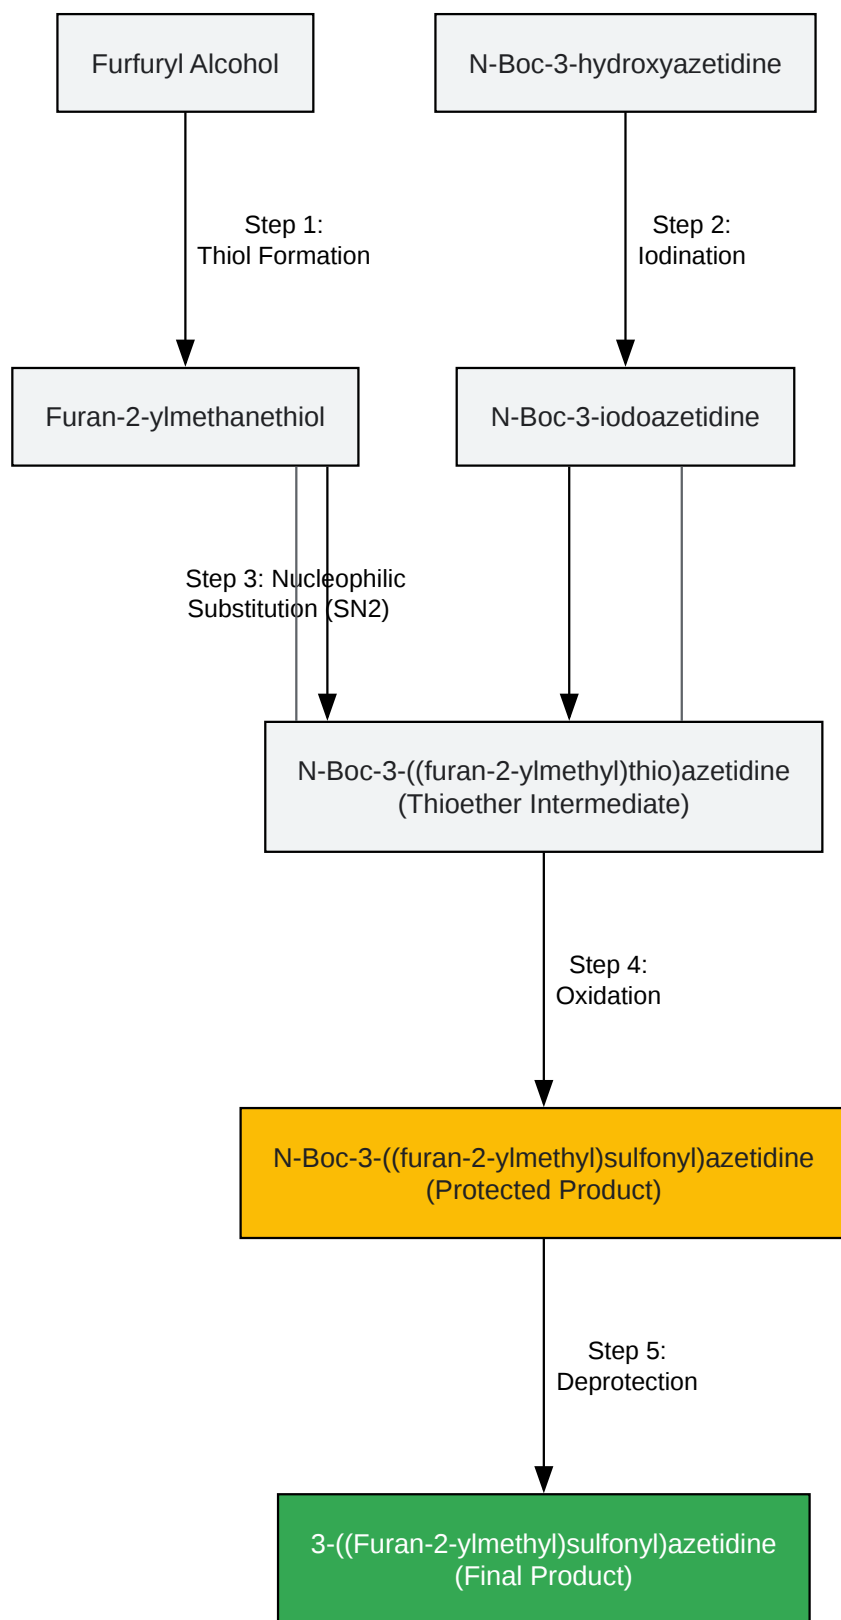 Furfuryl Alcohol
N-Boc-3-hydroxyazetidine
Step 1:
Thiol Formation
Step 2:
Iodination
Furan-2-ylmethanethiol
N-Boc-3-iodoazetidine
Step 3: Nucleophilic
Substitution (SN2)
N-Boc-3-((furan-2-ylmethyl)thio)azetidine
(Thioether Intermediate)
Step 4:
Oxidation
N-Boc-3-((furan-2-ylmethyl)sulfonyl)azetidine
(Protected Product)
Step 5:
Deprotection
3-((Furan-2-ylmethyl)sulfonyl)azetidine
(Final Product)